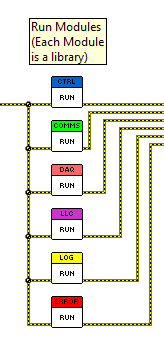 Run Modules
(Each Module
is a library)
CTRL
RUN
COMMS
RUN
DAQ
RUN
LLC
RUN
LOG
RUN
ERROR
RUN